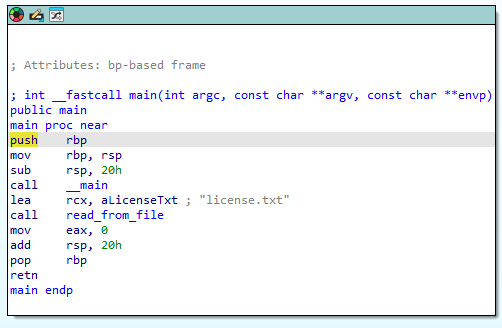 ; Attributes: bp-based frame
; int __fastcall main(int argc, const char **argv, const char **envp)
public main
main proc near
push rbp
mov rbp, rsp
sub rsp, 20h
call __main
lea rcx, aLicenseTxt ; "license.txt"
call read_from_file
mov eax, 0
add rsp, 20h
pop rbp
retn
main endp